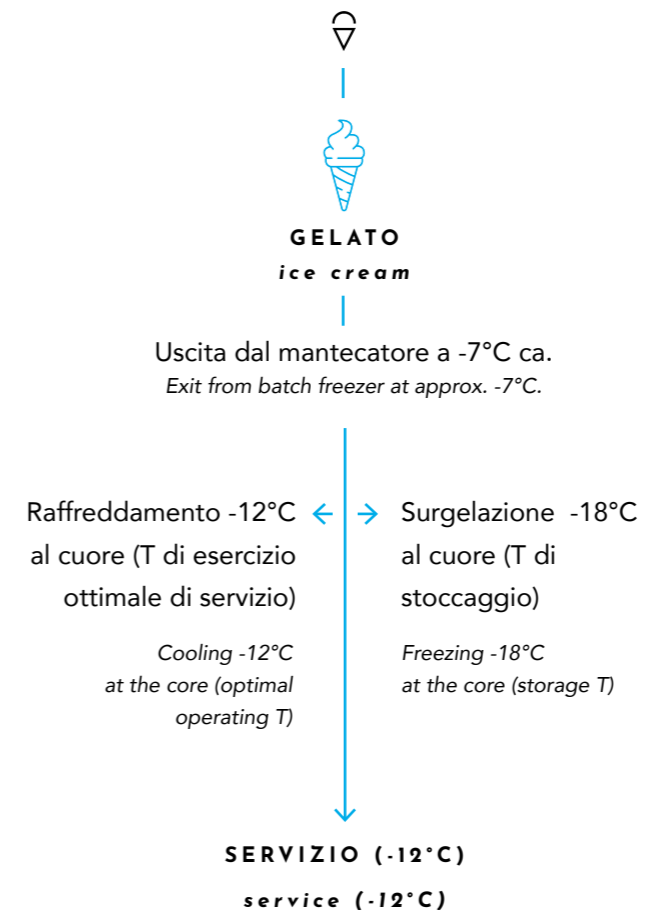 GELATO
ice cream
Uscita dal mantecatore a -7°C ca.
Exit from batch freezer at approx. -7°C.
Raffreddamento -12°C
al cuore (T di esercizio
ottimale di servizio)
Cooling -12°C
at the core (optimal
operating T)
Surgelazione -18°C
al cuore (T di
stoccaggio)
Freezing -18°C
at the core (storage T)
SERVIZIO (-12°C)
service (-12°C)